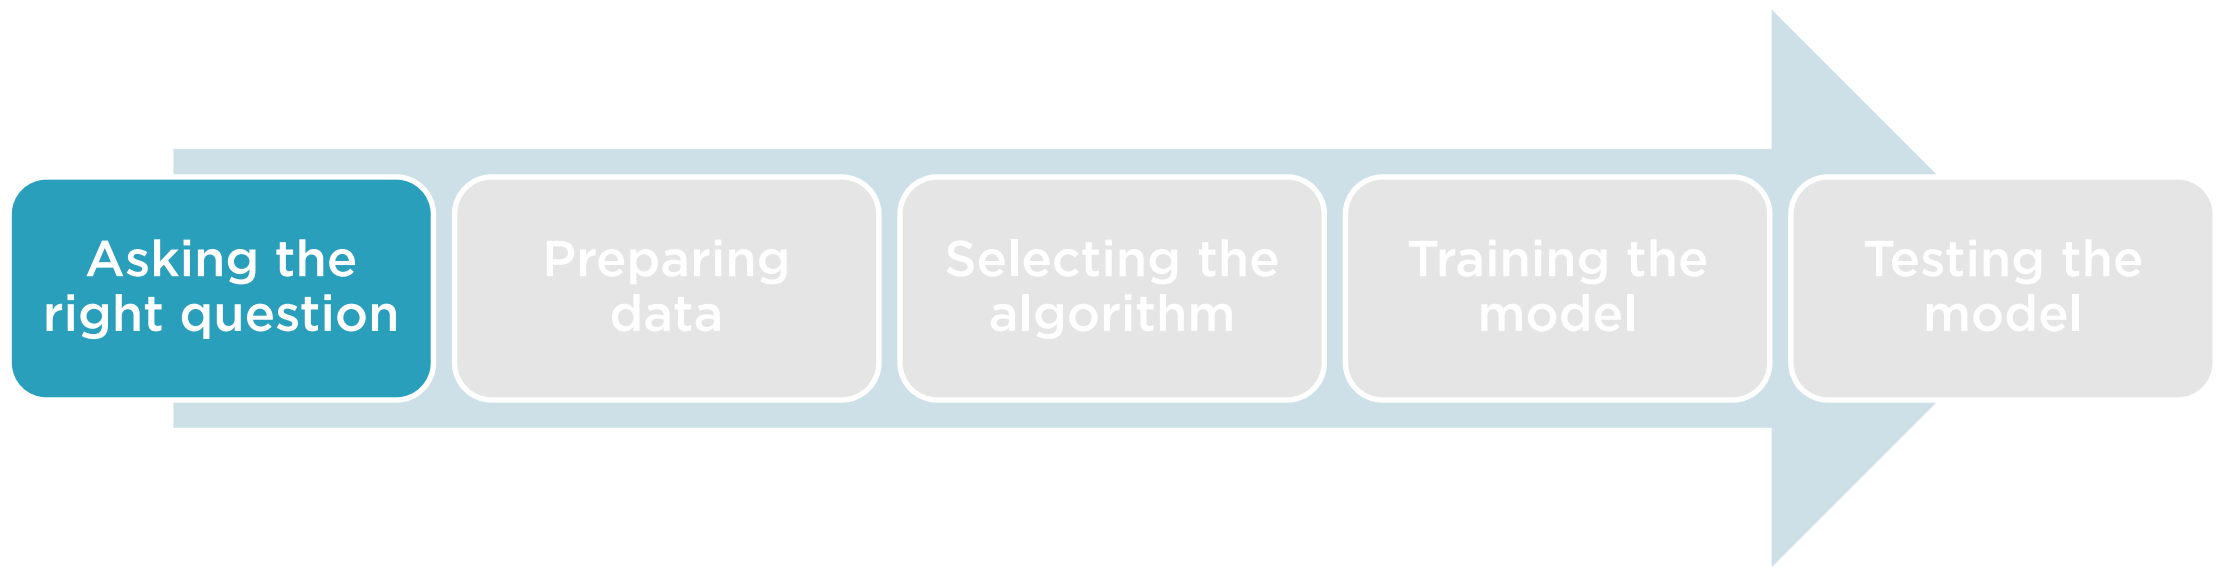 Asking the
right question
Preparing
data
Selecting the
algorithm
Training the
model
Testing the
model